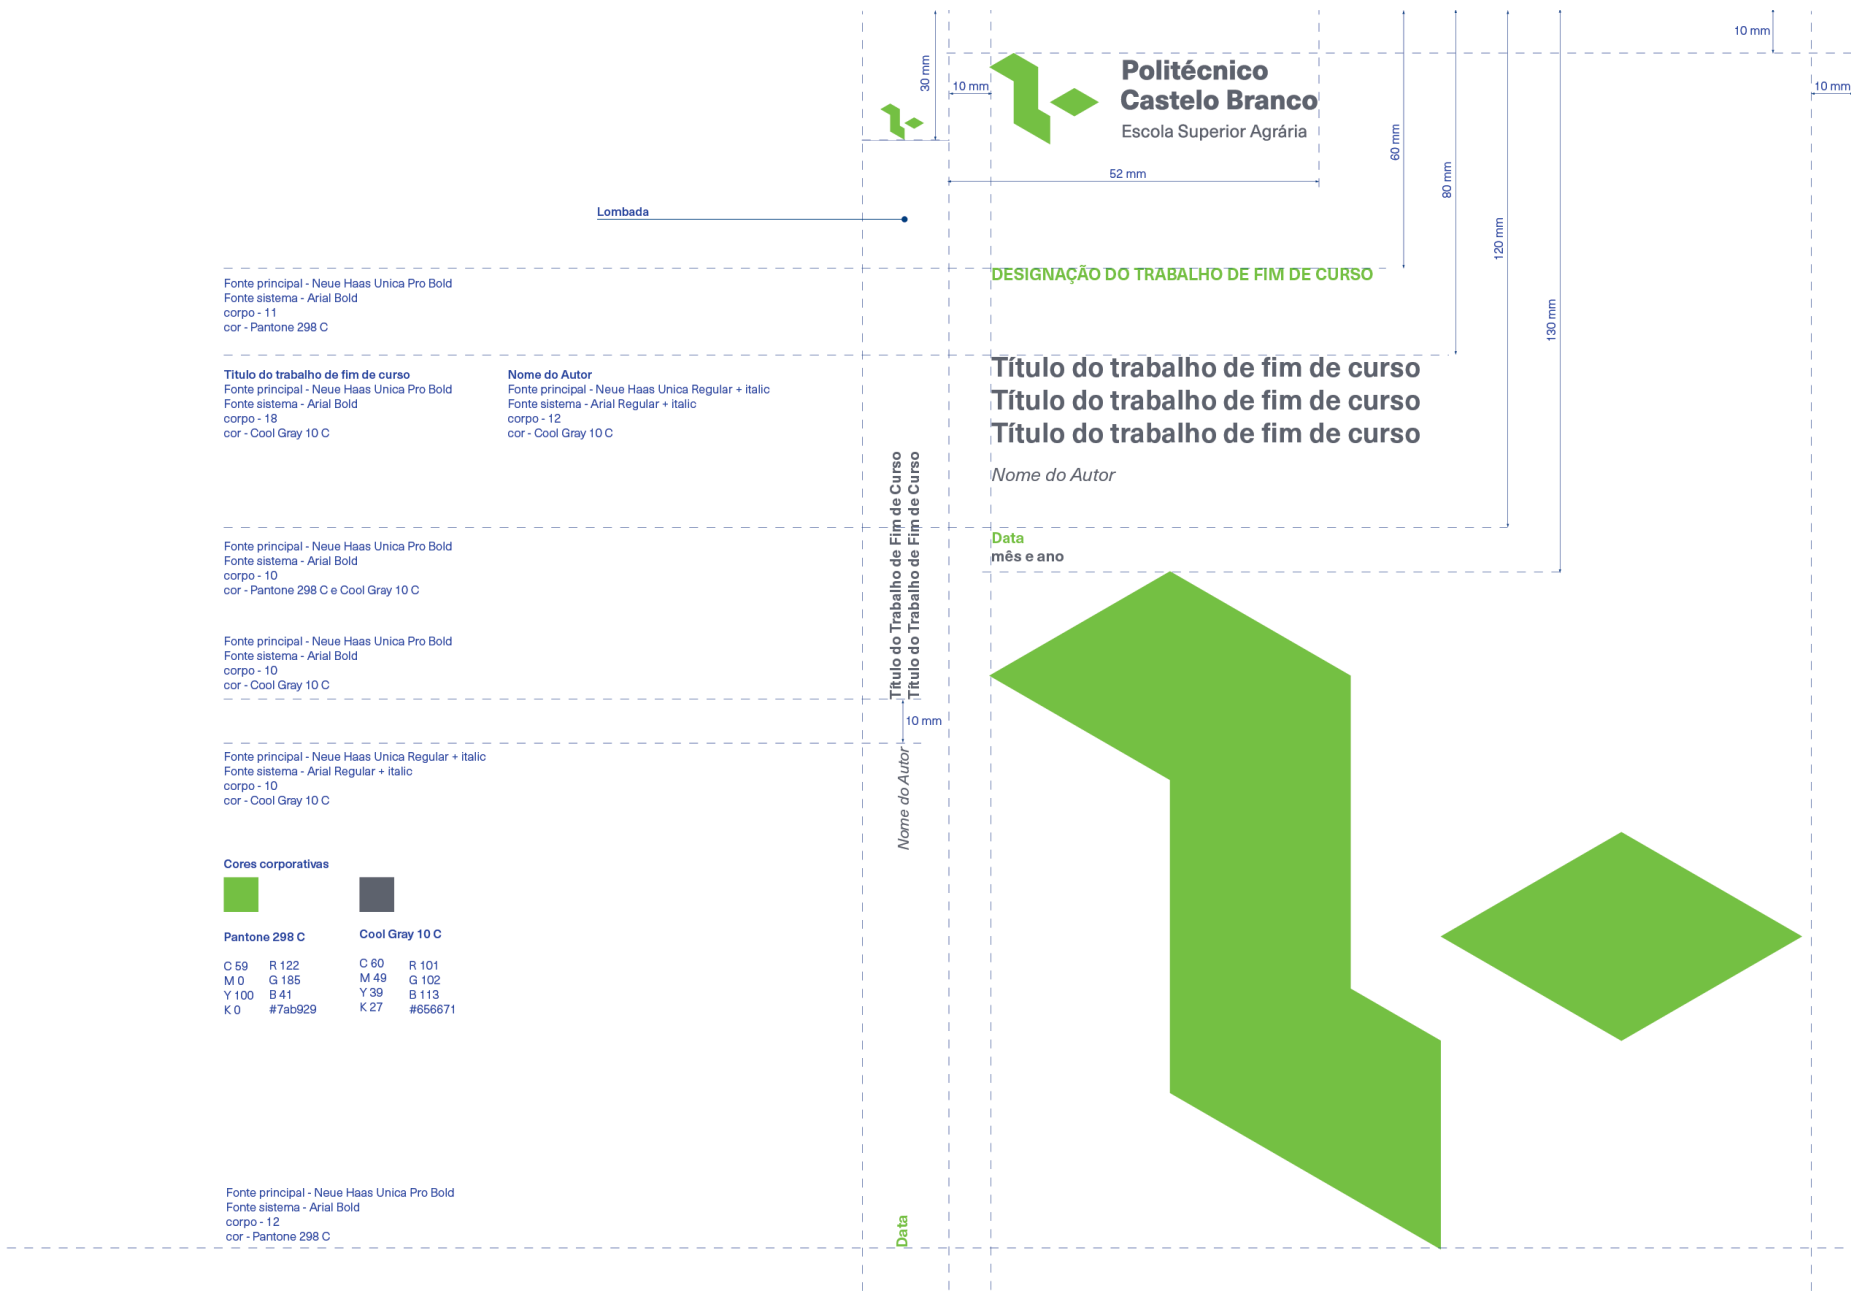 10 mm
30 mm
10 mm
Politécnico
Castelo Branco
Escola Superior Agrária
10 mm
60 mm
80 mm
52 mm
120 mm
130 mm
Lombada
DESIGNAÇÃO DO TRABALHO DE FIM DE CURSO
Fonte principal - Neue Haas Unica Pro Bold
Fonte sistema - Arial Bold
corpo - 11
cor - Pantone 298 C
Título do trabalho de fim de curso
Título do trabalho de fim de curso
Título do trabalho de fim de curso
Nome do Autor
Titulo do trabalho de fim de curso
Fonte principal - Neue Haas Unica Pro Bold
Fonte sistema - Arial Bold
corpo - 18
cor - Cool Gray 10 C
Nome do Autor
Fonte principal - Neue Haas Unica Regular + italic
Fonte sistema - Arial Regular + italic
corpo - 12
cor - Cool Gray 10 C
Título do Trabalho de Fim de Curso
Título do Trabalho de Fim de Curso
Data
mês e ano
Fonte principal - Neue Haas Unica Pro Bold
Fonte sistema - Arial Bold
corpo - 10
cor - Pantone 298 C e Cool Gray 10 C
Fonte principal - Neue Haas Unica Pro Bold
Fonte sistema - Arial Bold
corpo - 10
cor - Cool Gray 10 C
10 mm
Nome do Autor
Fonte principal - Neue Haas Unica Regular + italic
Fonte sistema - Arial Regular + italic
corpo - 10
cor - Cool Gray 10 C
Cores corporativas
Pantone 298 C
C 59
M 0
Y 100
K 0
R 122
G 185
B 41
#7ab929
Cool Gray 10 C
C 60
M 49
Y 39
K 27
R 101
G 102
B 113
#656671
Fonte principal - Neue Haas Unica Pro Bold
Fonte sistema - Arial Bold
corpo - 12
cor - Pantone 298 C
Data